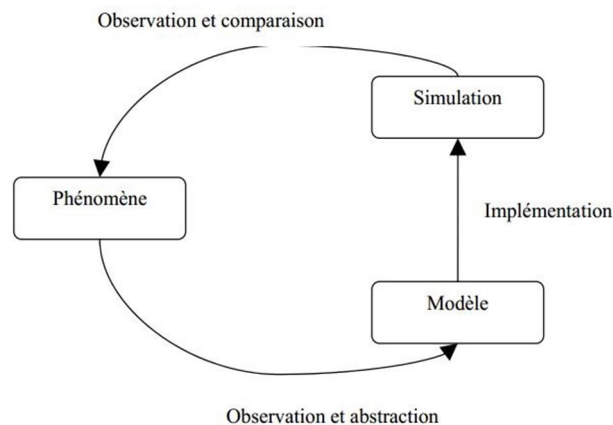 Observation et comparaison
Simulation
Phénomène
Implémentation
Modèle
Observation et abstraction